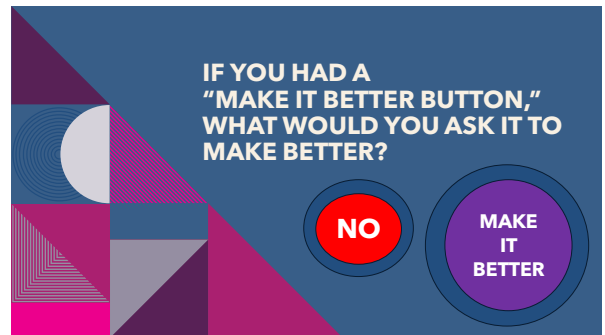 IF YOU HAD A
“MAKE IT BETTER BUTTON,”
WHAT WOULD YOU ASK IT TO
MAKE BETTER?
NO
MAKE
IT
BETTER